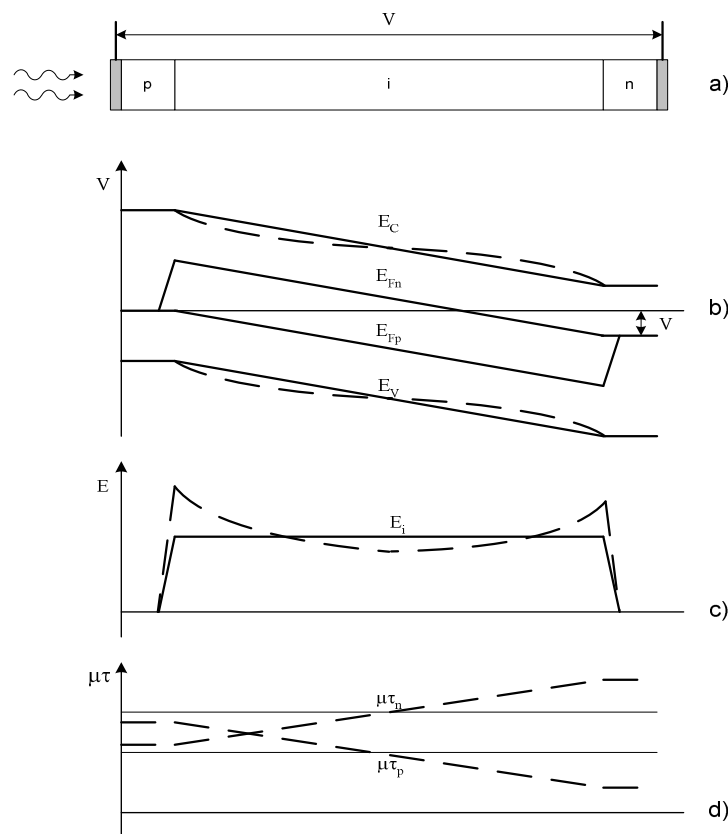 V
p i n a)
V
E_C
E_Fn
b)
V
E_Fp
E_V
E
E_i
c)
μτ
μτ_n
μτ_p
d)